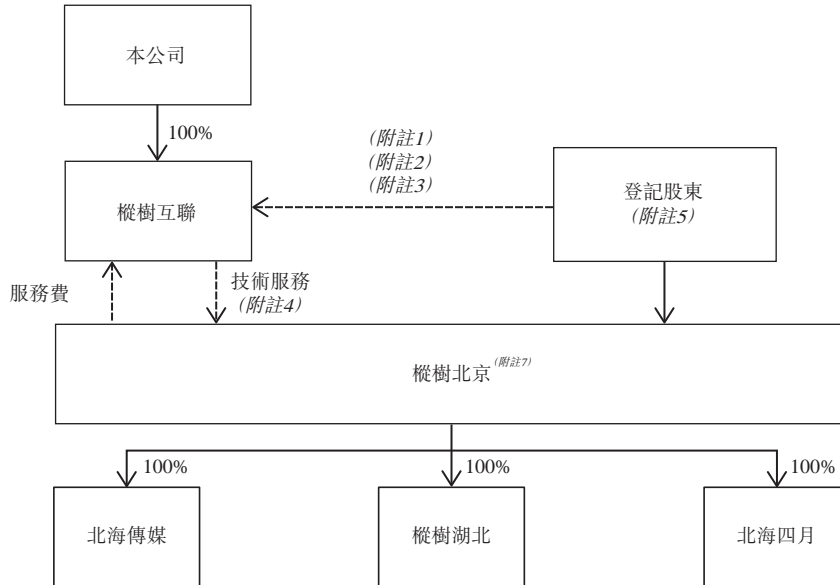 本公司
100%
(附註1)
(附註2)
(附註3)
樅樹互聯
登記股東
(附註5)
服務費
技術服務
(附註4)
樅樹北京(附註7)
100%
100%
100%
北海傳媒
樅樹湖北
北海四月